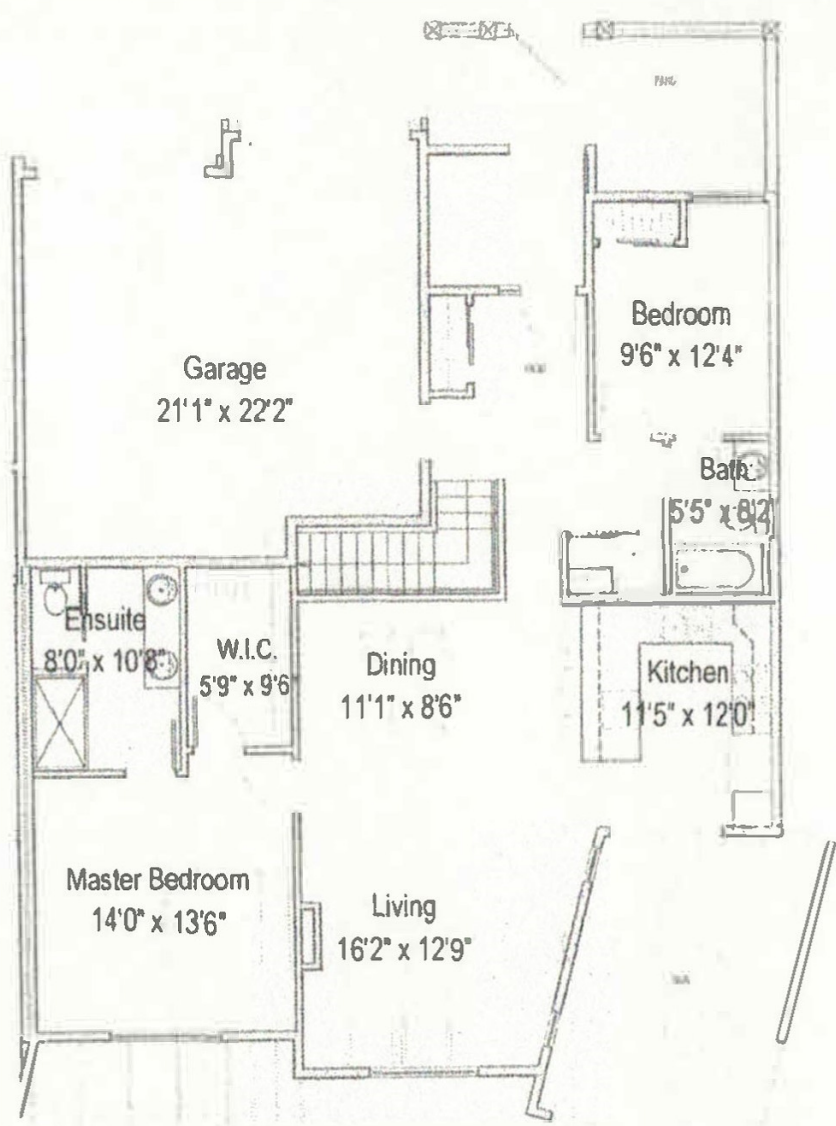 Bedroom
9'6" x 12'4"
Garage
21'1" x 22'2"
Bath
5'5" x 8'2"
Ensuite
8'0" x 10'8"
W.I.C.
5'9" x 9'6
Dining
11'1" x 8'6"
Kitchen
11'5" x 12'0"
Master Bedroom
14'0" x 13'6"
Living
16'2" x 12'9"